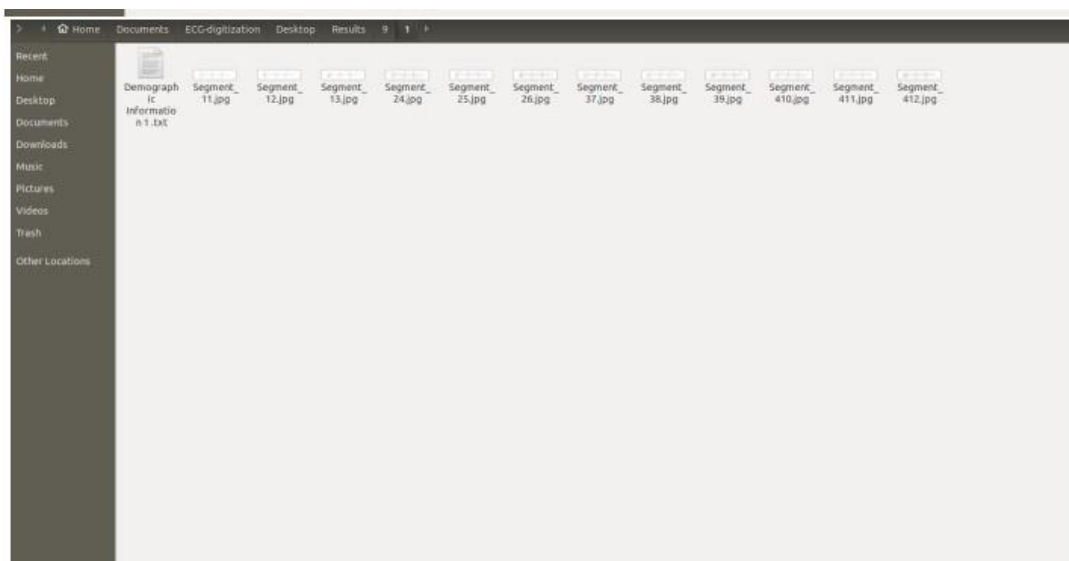 Home Documents ECG-digitization Desktop Results 9 1
Recent
Home
Desktop
Documents
Downloads
Music
Pictures
Videos
Trash
Other Locations
Demograph
ic
Informatio
n 1 .txt
Segment_
11.jpg
Segment_
12.jpg
Segment_
13.jpg
Segment_
24.jpg
Segment_
25.jpg
Segment_
26.jpg
Segment_
37.jpg
Segment_
38.jpg
Segment_
39.jpg
Segment_
410.jpg
Segment_
411.jpg
Segment_
412.jpg